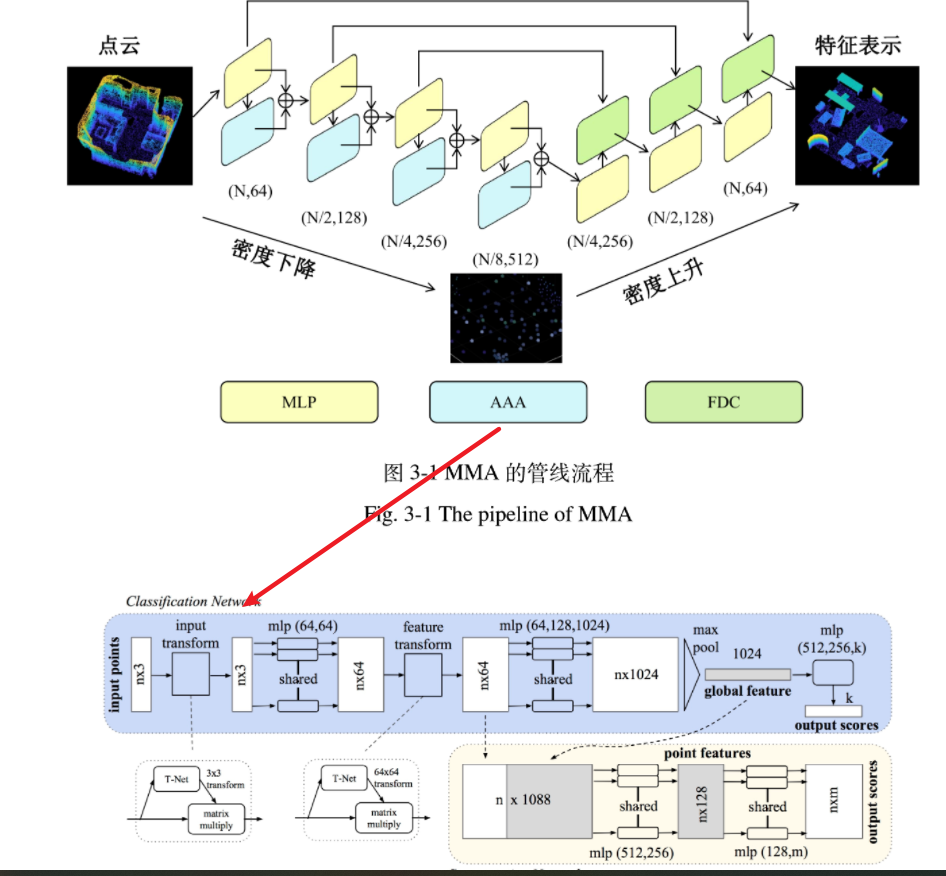 点云
特征表示
(N,64)
(N/2,128)
(N/4,256)
(N/8,512)
(N/4,256)
(N/2,128)
(N,64)
密度下降
密度上升
MLP
AAA
FDC
图 3-1 MMA 的管线流程
Fig. 3-1 The pipeline of MMA
Classification Network
input points
nx3
input
transform
nx3
mlp (64,64)
shared
nx64
feature
transform
nx64
mlp (64,128,1024)
shared
nx1024
max
pool
1024
global feature
mlp
(512,256,k)
k
output scores
T-Net
3x3
transform
matrix
multiply
T-Net
64x64
transform
matrix
multiply
point features
n x 1088
shared
mlp (512,256)
nx128
shared
mlp (128,m)
nxm
output scores